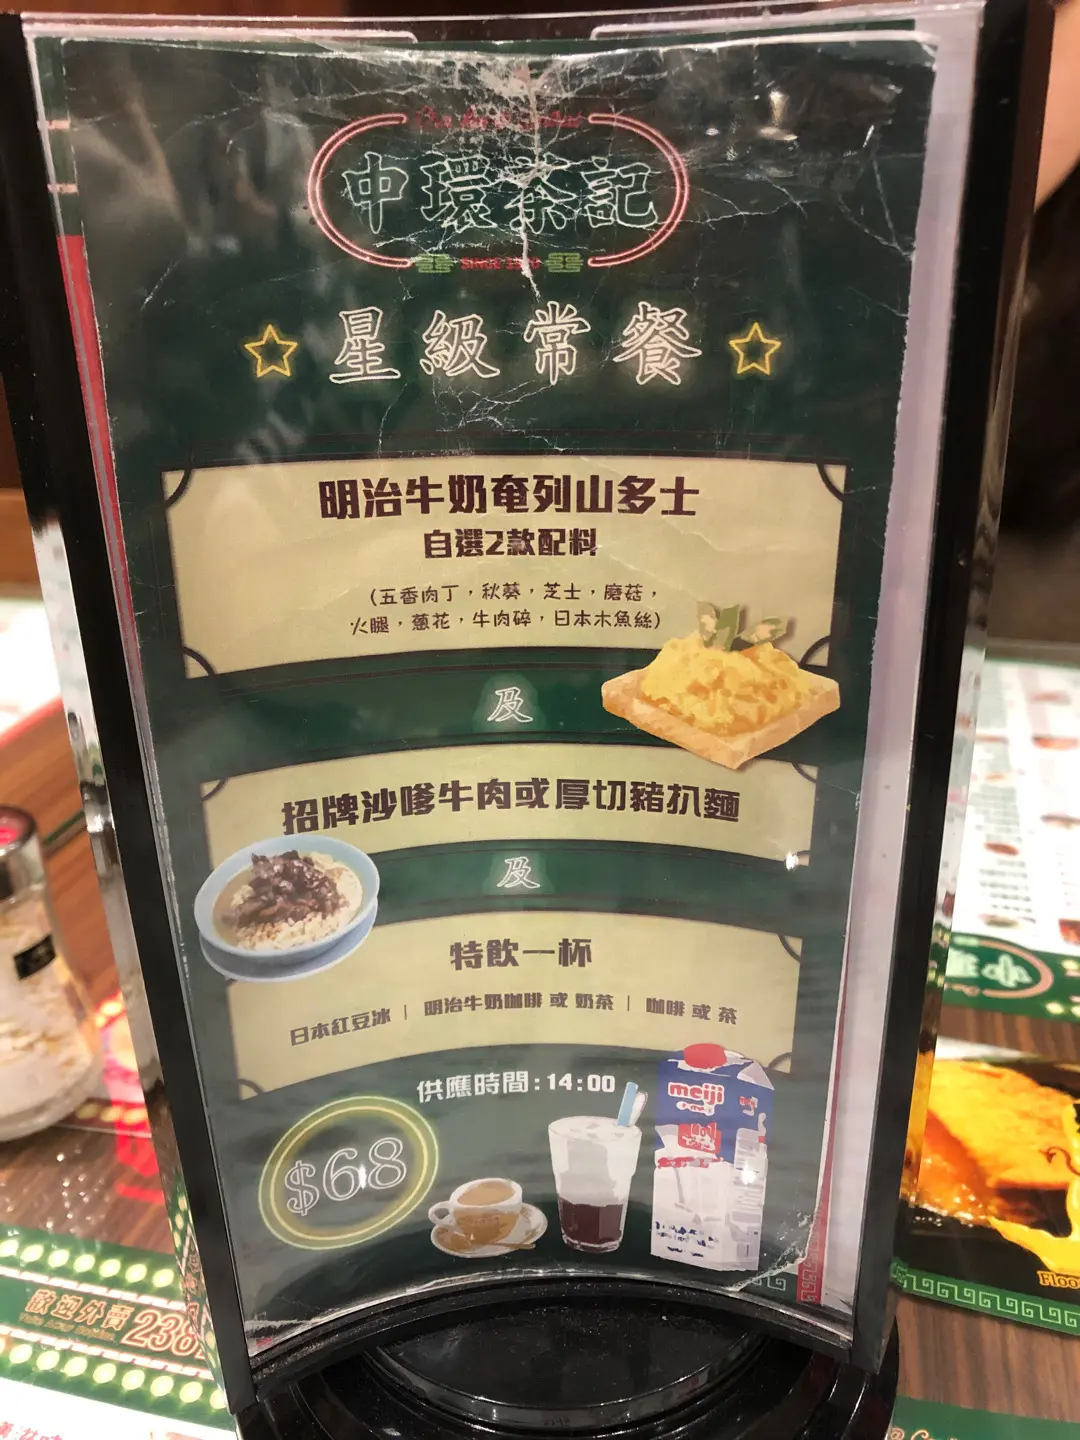 中環茶記
SINCE
星級常餐
明治牛奶奄列山多士
自選2款配料
(五香肉丁，秋葵，芝士，磨菇，
火腿，蔥花，牛肉碎，日本木魚絲)
及
招牌沙嗲牛肉或厚切豬扒麵
及
特飲一杯
日本紅豆冰 | 明治牛奶咖啡 或 奶茶 | 咖啡 或 茶
供應時間:14:00
$68
meiji
歡迎外賣 238
Floo